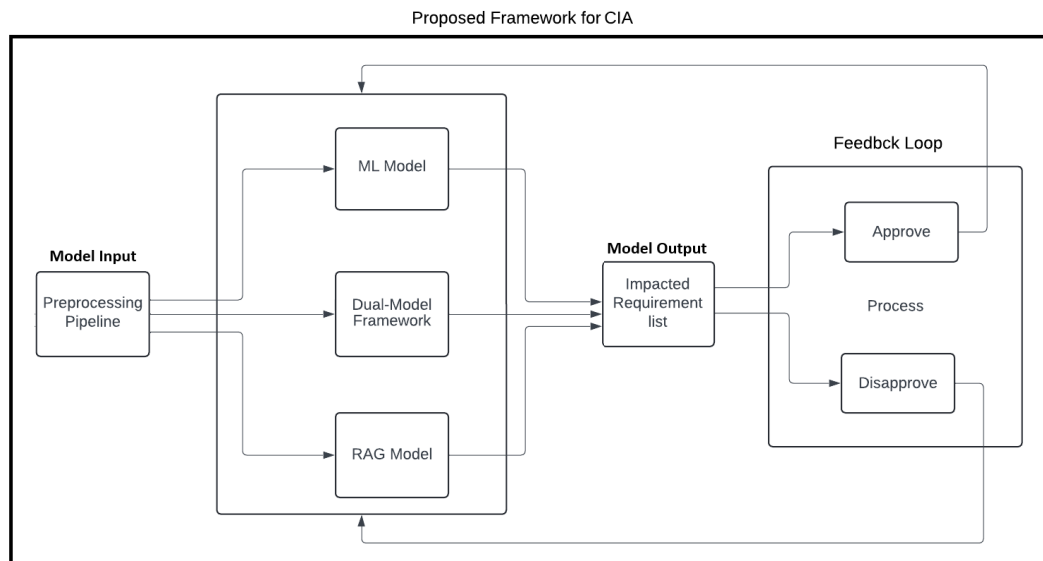 Proposed Framework for CIA
Feedbck Loop
ML Model
Approve
Model Input
Model Output
Preprocessing
Pipeline
Dual-Model
Framework
Impacted
Requirement
list
Process
Disapprove
RAG Model